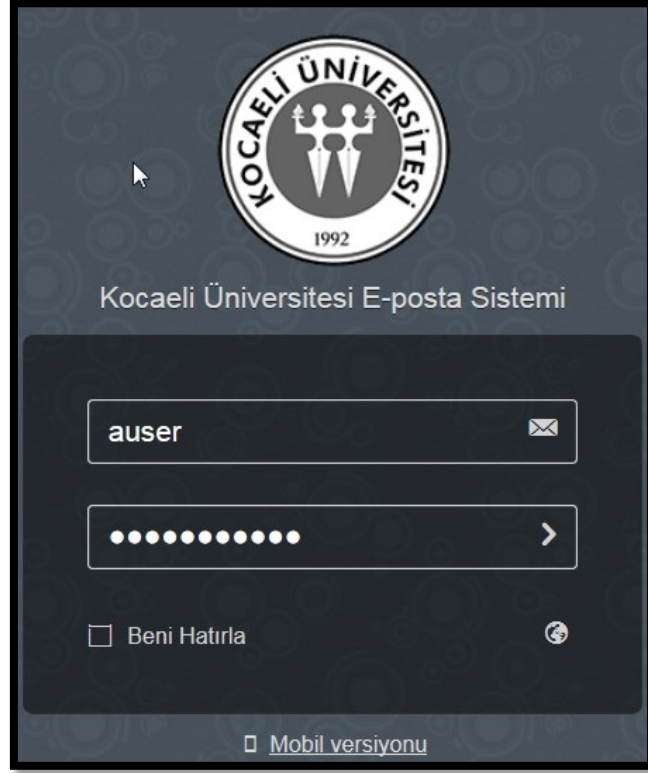 KOCAELİ ÜNİVERSİTESİ
1992
Kocaeli Üniversitesi E-posta Sistemi
auser
Beni Hatırla
Mobil versiyonu